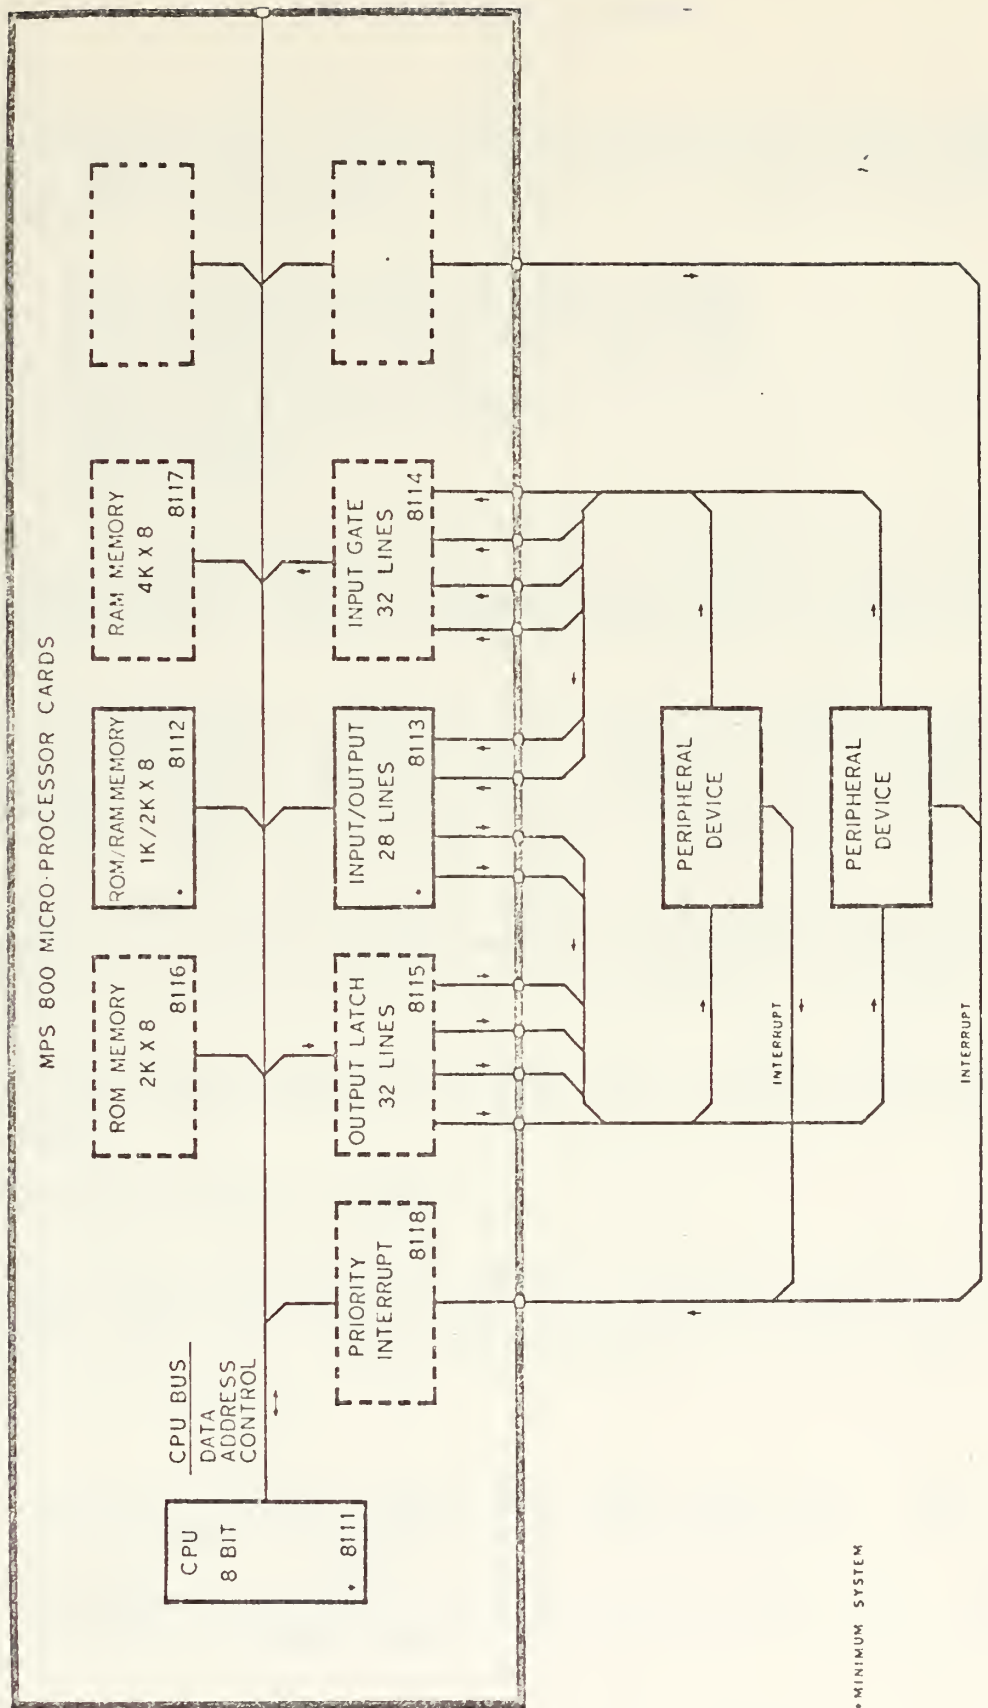 MPS 800 MICRO-PROCESSOR CARDS
CPU
8 BIT
• 8111
CPU BUS
DATA
ADDRESS
CONTROL
ROM MEMORY
2K X 8
8116
ROM/RAM MEMORY
1K/2K X 8
• 8112
RAM MEMORY
4K X 8
8117
PRIORITY
INTERRUPT
8118
OUTPUT LATCH
32 LINES
8115
INPUT/OUTPUT
28 LINES
• 8113
INPUT GATE
32 LINES
8114
PERIPHERAL
DEVICE
INTERRUPT
PERIPHERAL
DEVICE
INTERRUPT
• MINIMUM SYSTEM